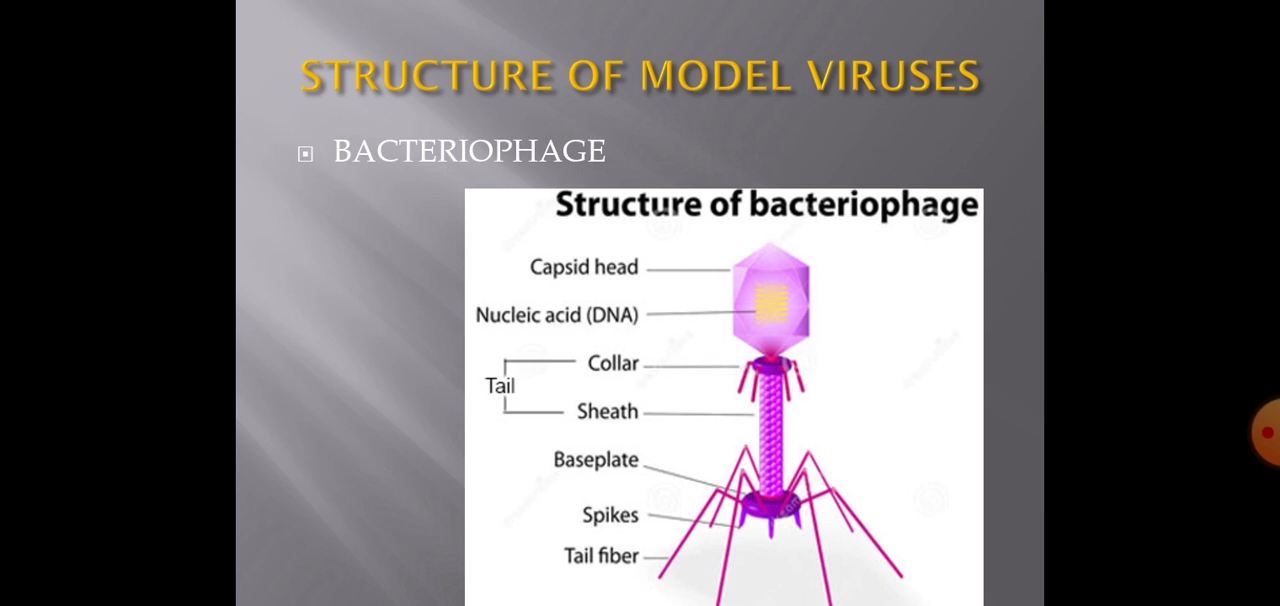 STRUCTURE OF MODEL VIRUSES
BACTERIOPHAGE
Structure of bacteriophage
Capsid head
Nucleic acid (DNA)
Collar
Tail
Sheath
Baseplate
Spikes
Tail fiber